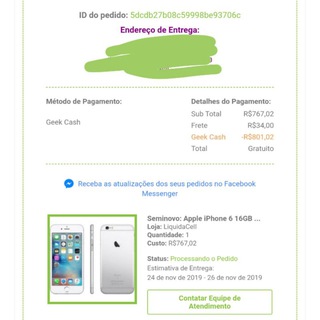 ID do pedido: 5dcdb27b08c59998be93706c
Endereço de Entrega:
Método de Pagamento:
Geek Cash
Detalhes do Pagamento:
Sub Total R$767,02
Frete R$34,00
Geek Cash -R$801,02
Total Gratuito
Receba as atualizações dos seus pedidos no Facebook
Messenger
Seminovo: Apple iPhone 6 16GB ...
Loja: LiquidaCell
Quantidade: 1
Custo: R$767,02
Status: Processando o Pedido
Estimativa de Entrega:
24 de nov de 2019 - 26 de nov de 2019
Contatar Equipe de
Atendimento